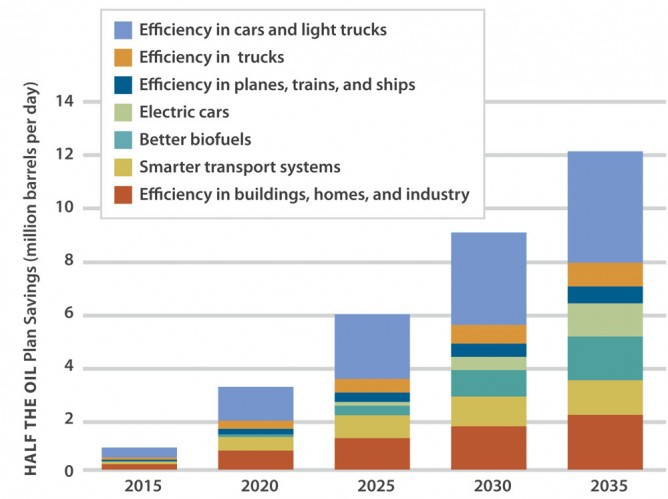 Efficiency in cars and light trucks
Efficiency in trucks
Efficiency in planes, trains, and ships
Electric cars
Better biofuels
Smarter transport systems
Efficiency in buildings, homes, and industry
HALF THE OIL Plan Savings (million barrels per day)
14
12
10
8
6
4
2
0
2015 2020 2025 2030 2035